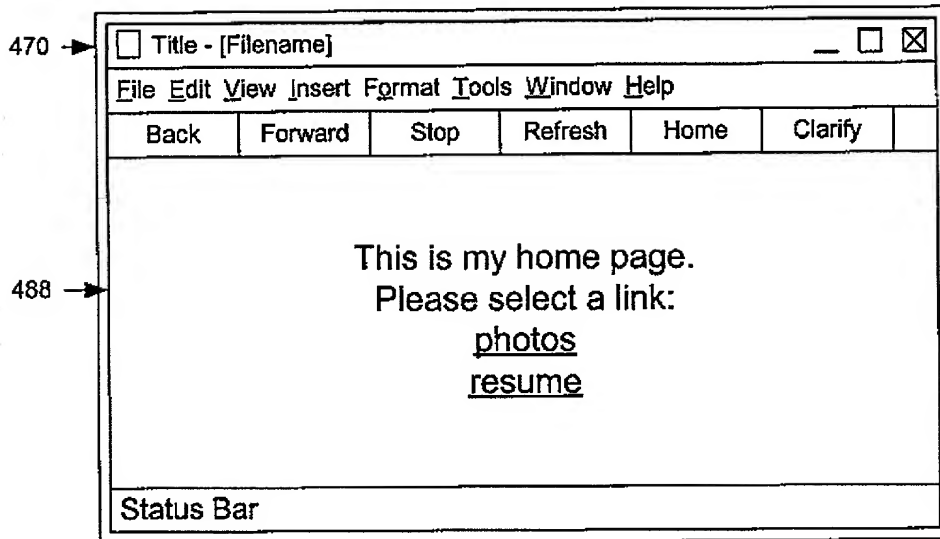 470
Title - [Filename]
File Edit View Insert Format Tools Window Help
Back Forward Stop Refresh Home Clarify
This is my home page.
488
Please select a link:
photos
resume
Status Bar